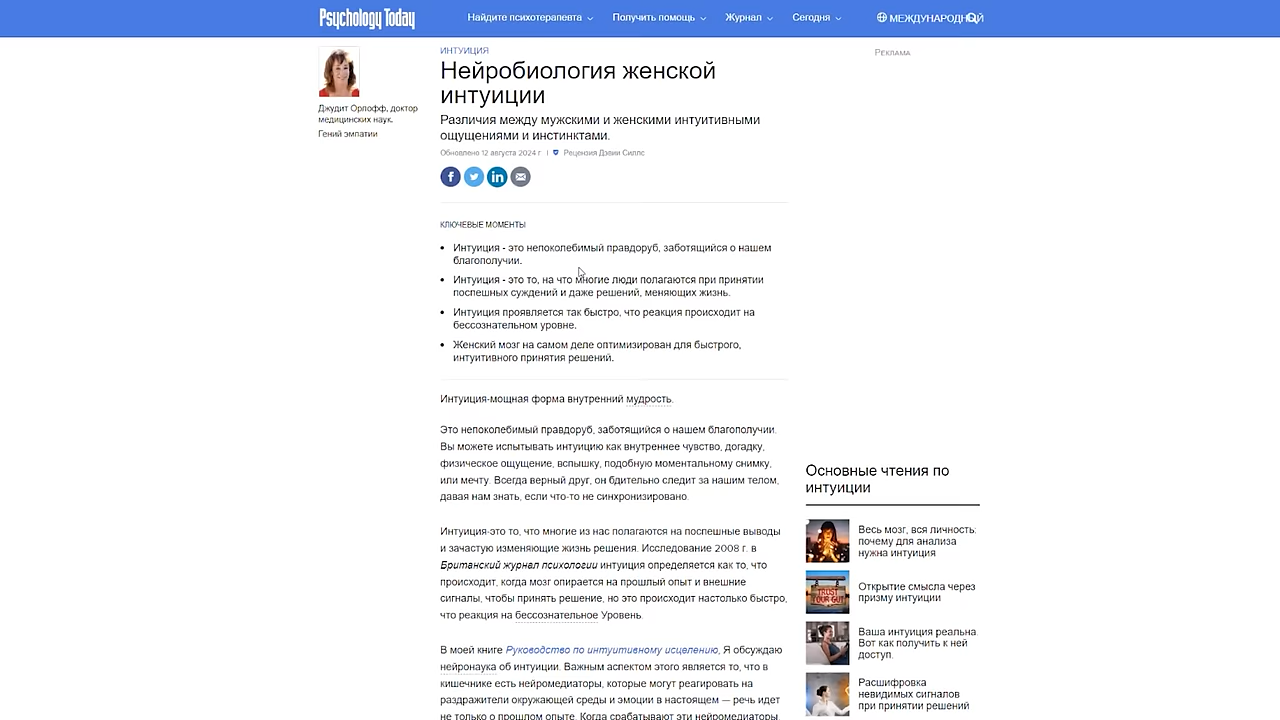 Psychology Today
Найдите психотерапевта
Получить помощь
Журнал
Сегодня
МЕЖДУНАРОДНЫЙ
Джудит Орлофф, доктор
медицинских наук.
Гений эмпатии
ИНТУИЦИЯ
Нейробиология женской
интуиции
Различия между мужскими и женскими интуитивными
ощущениями и инстинктами.
Обновлено 12 августа 2024 г. | Рецензия Дэвии Силлс
КЛЮЧЕВЫЕ МОМЕНТЫ
• Интуиция - это непоколебимый правдоруб, заботящийся о нашем
благополучии.
• Интуиция - это то, на что многие люди полагаются при принятии
поспешных суждений и даже решений, меняющих жизнь.
• Интуиция проявляется так быстро, что реакция происходит на
бессознательном уровне.
• Женский мозг на самом деле оптимизирован для быстрого,
интуитивного принятия решений.
Интуиция-мощная форма внутренний мудрость.
Это непоколебимый правдоруб, заботящийся о нашем благополучии.
Вы можете испытывать интуицию как внутреннее чувство, догадку,
физическое ощущение, вспышку, подобную моментальному снимку,
или мечту. Всегда верный друг, он бдительно следит за нашим телом,
давая нам знать, если что-то не синхронизировано.
Интуиция-это то, что многие из нас полагаются на поспешные выводы
и зачастую изменяющие жизнь решения. Исследование 2008 г. в
Британский журнал психологии интуиция определяется как то, что
происходит, когда мозг опирается на прошлый опыт и внешние
сигналы, чтобы принять решение, но это происходит настолько быстро,
что реакция на бессознательное Уровень.
В моей книге Руководство по интуитивному исцелению, Я обсуждаю
нейронаука об интуиции. Важным аспектом этого является то, что в
кишечнике есть нейромедиаторы, которые могут реагировать на
раздражители окружающей среды и эмоции в настоящем — речь идет
не только о прошлом опыте. Когда срабатывают эти нейромедиаторы,
Реклама
Основные чтения по
интуиции
TRUST YOUR GUT
Весь мозг, вся личность:
почему для анализа
нужна интуиция
Открытие смысла через
призму интуиции
Ваша интуиция реальна.
Вот как получить к ней
доступ.
Расшифровка
невидимых сигналов
при принятии решений